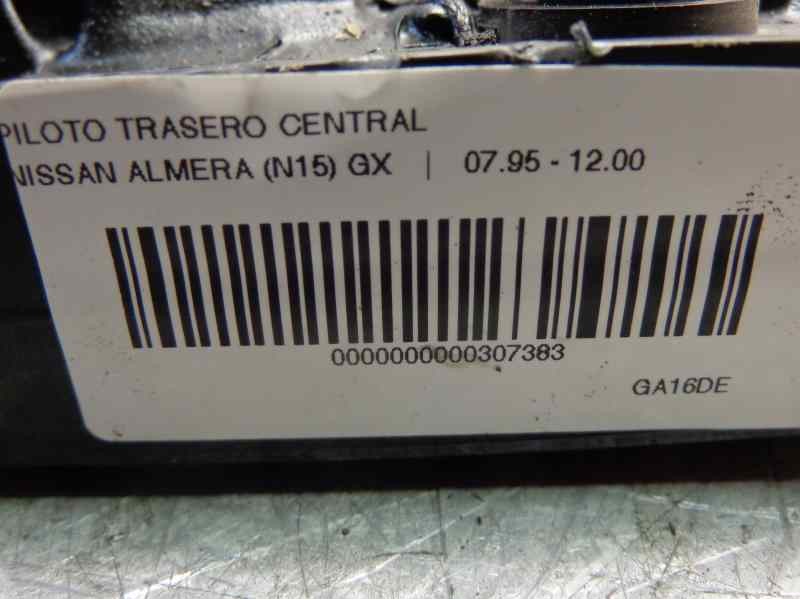 PILOTO TRASERO CENTRAL
NISSAN ALMERA (N15) GX | 07.95 - 12.00
0000000000307383
GA16DE